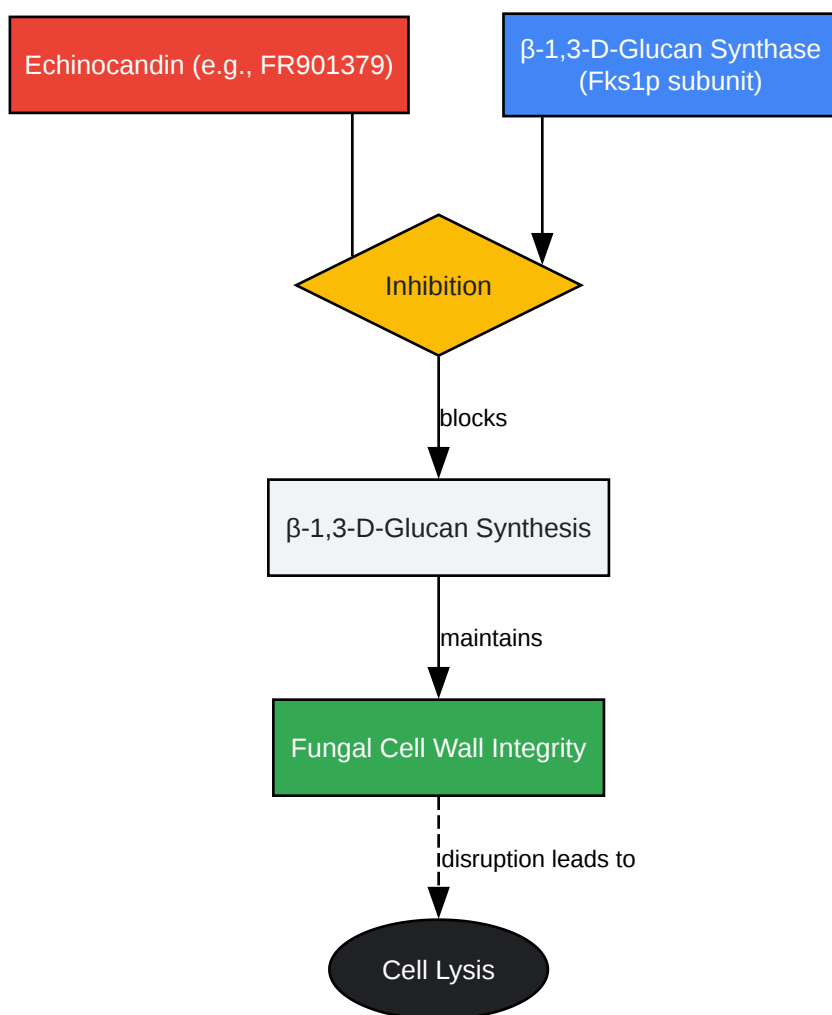 Echinocandin (e.g., FR901379)
β-1,3-D-Glucan Synthase
(Fks1p subunit)
Inhibition
blocks
β-1,3-D-Glucan Synthesis
maintains
Fungal Cell Wall Integrity
disruption leads to
Cell Lysis